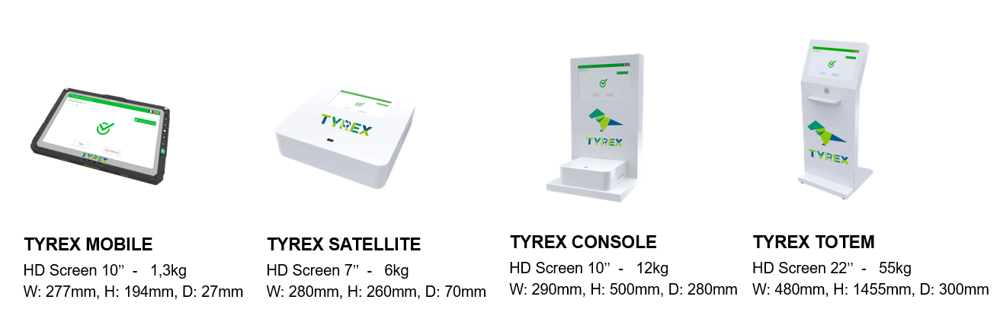 TYREX
TYREX
TYREX
TYREX
TYREX MOBILE
HD Screen 10’’ - 1,3kg
W: 277mm, H: 194mm, D: 27mm
TYREX SATELLITE
HD Screen 7’’ - 6kg
W: 280mm, H: 260mm, D: 70mm
TYREX CONSOLE
HD Screen 10’’ - 12kg
W: 290mm, H: 500mm, D: 280mm
TYREX TOTEM
HD Screen 22’’ - 55kg
W: 480mm, H: 1455mm, D: 300mm